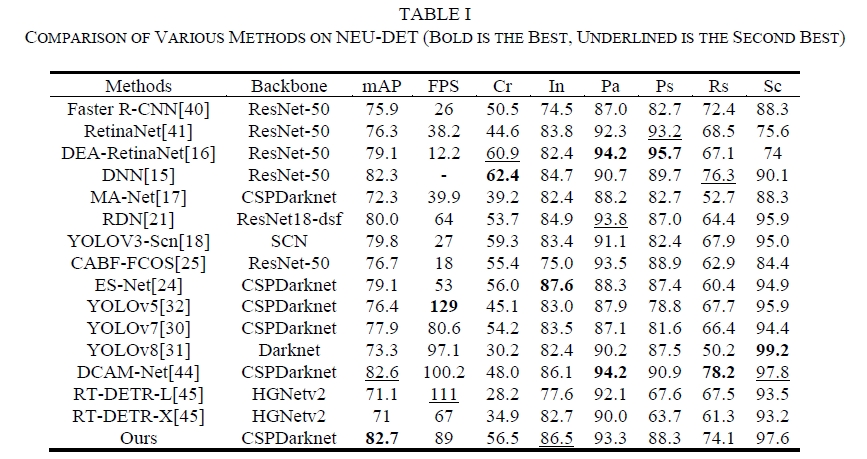 TABLE I
COMPARISON OF VARIOUS METHODS ON NEU-DET (BOLD IS THE BEST, UNDERLINED IS THE SECOND BEST)
Methods Backbone mAP FPS Cr In Pa Ps Rs Sc
Faster R-CNN[40] ResNet-50 75.9 26 50.5 74.5 87.0 82.7 72.4 88.3
RetinaNet[41] ResNet-50 76.3 38.2 44.6 83.8 92.3 93.2 68.5 75.6
DEA-RetinaNet[16] ResNet-50 79.1 12.2 60.9 82.4 94.2 95.7 67.1 74
DNN[15] ResNet-50 82.3 - 62.4 84.7 90.7 89.7 76.3 90.1
MA-Net[17] CSPDarknet 72.3 39.9 39.2 82.4 88.2 82.7 52.7 88.3
RDN[21] ResNet18-dsf 80.0 64 53.7 84.9 93.8 87.0 64.4 95.9
YOLOV3-Scn[18] SCN 79.8 27 59.3 83.4 91.1 82.4 67.9 95.0
CABF-FCOS[25] ResNet-50 76.7 18 55.4 75.0 93.5 88.9 62.9 84.4
ES-Net[24] CSPDarknet 79.1 53 56.0 87.6 88.3 87.4 60.4 94.9
YOLOv5[32] CSPDarknet 76.4 129 45.1 83.0 87.9 78.8 67.7 95.9
YOLOv7[30] CSPDarknet 77.9 80.6 54.2 83.5 87.1 81.6 66.4 94.4
YOLOv8[31] Darknet 73.3 97.1 30.2 82.4 90.2 87.5 50.2 99.2
DCAM-Net[44] CSPDarknet 82.6 100.2 48.0 86.1 94.2 90.9 78.2 97.8
RT-DETR-L[45] HGNetv2 71.1 111 28.2 77.6 92.1 67.6 67.5 93.5
RT-DETR-X[45] HGNetv2 71 67 34.9 82.7 90.0 63.7 61.3 93.2
Ours CSPDarknet 82.7 89 56.5 86.5 93.3 88.3 74.1 97.6